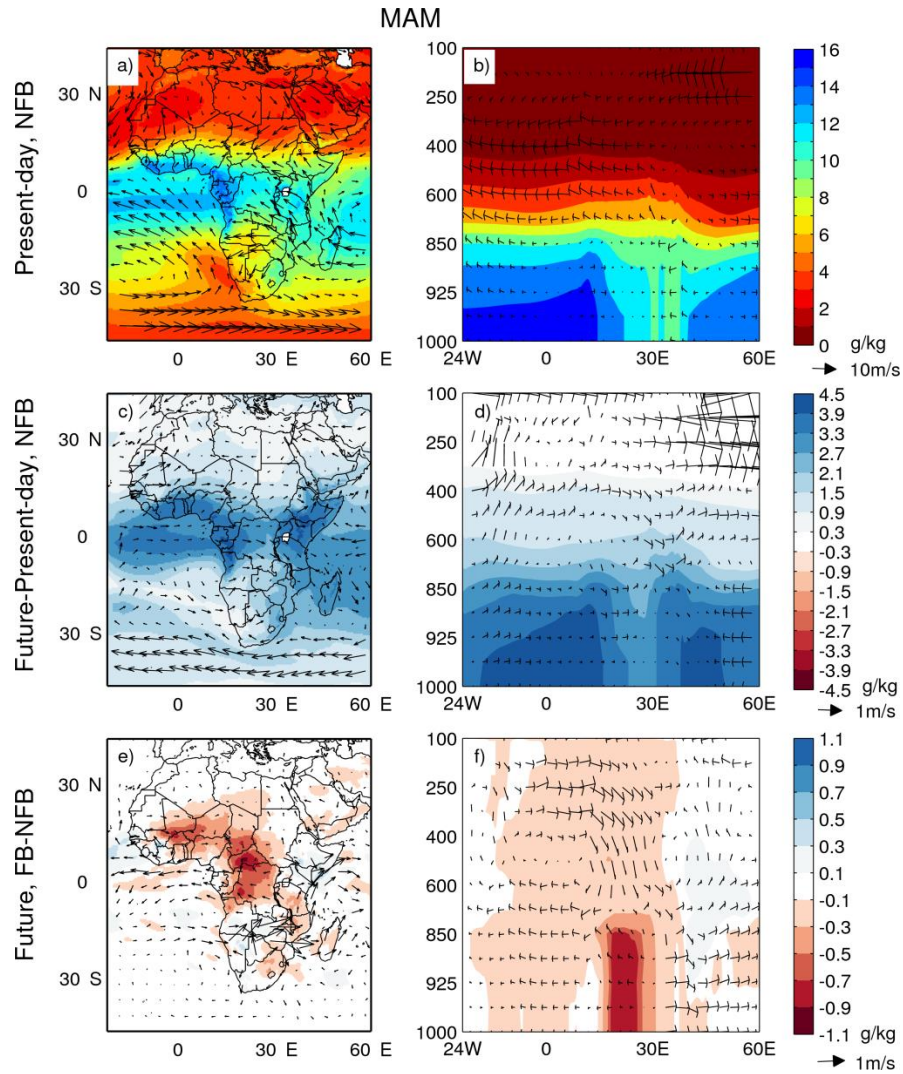 MAM
Present-day, NFB
a)
30 N
0
30 S
0 30 E 60 E
b)
100
250
400
600
850
925
1000
24W 0 30E 60E
16
14
12
10
8
6
4
2
0 g/kg
10m/s
Future-Present-day, NFB
c)
30 N
0
30 S
0 30 E 60 E
d)
100
250
400
600
850
925
1000
24W 0 30E 60E
4.5
3.9
3.3
2.7
2.1
1.5
0.9
0.3
-0.3
-0.9
-1.5
-2.1
-2.7
-3.3
-3.9
-4.5 g/kg
1m/s
Future, FB-NFB
e)
30 N
0
30 S
0 30 E 60 E
f)
100
250
400
600
850
925
1000
24W 0 30E 60E
1.1
0.9
0.7
0.5
0.3
0.1
-0.1
-0.3
-0.5
-0.7
-0.9
-1.1 g/kg
1m/s